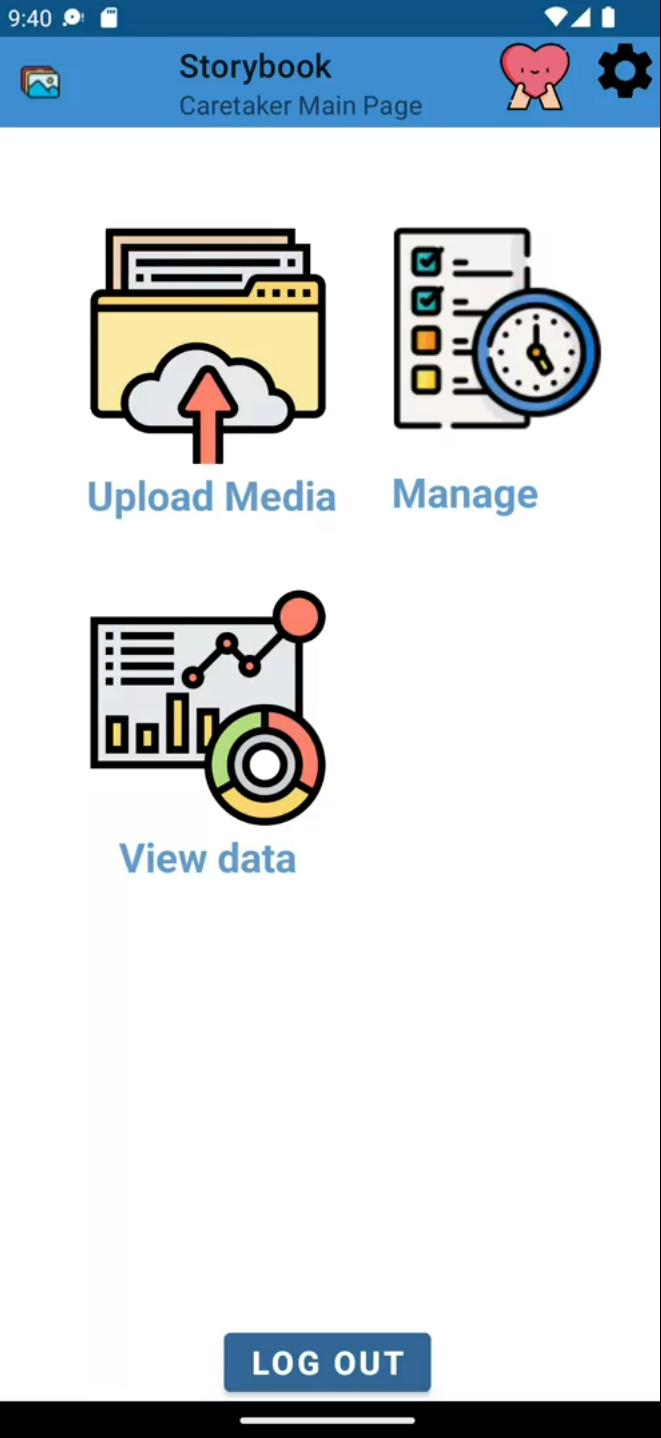 9:40
Storybook
Caretaker Main Page
Upload Media
Manage
View data
LOG OUT